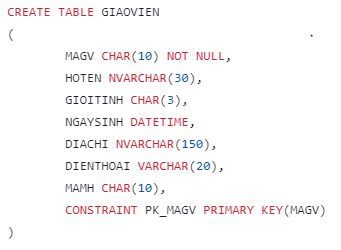 CREATE TABLE GIAOVIEN
(
MAGV CHAR(10) NOT NULL,
HOTEN NVARCHAR(30),
GIOITINH CHAR(3),
NGAYSINH DATETIME,
DIACHI NVARCHAR(150),
DIENTHOAI VARCHAR(20),
MAMH CHAR(10),
CONSTRAINT PK_MAGV PRIMARY KEY(MAGV)
)